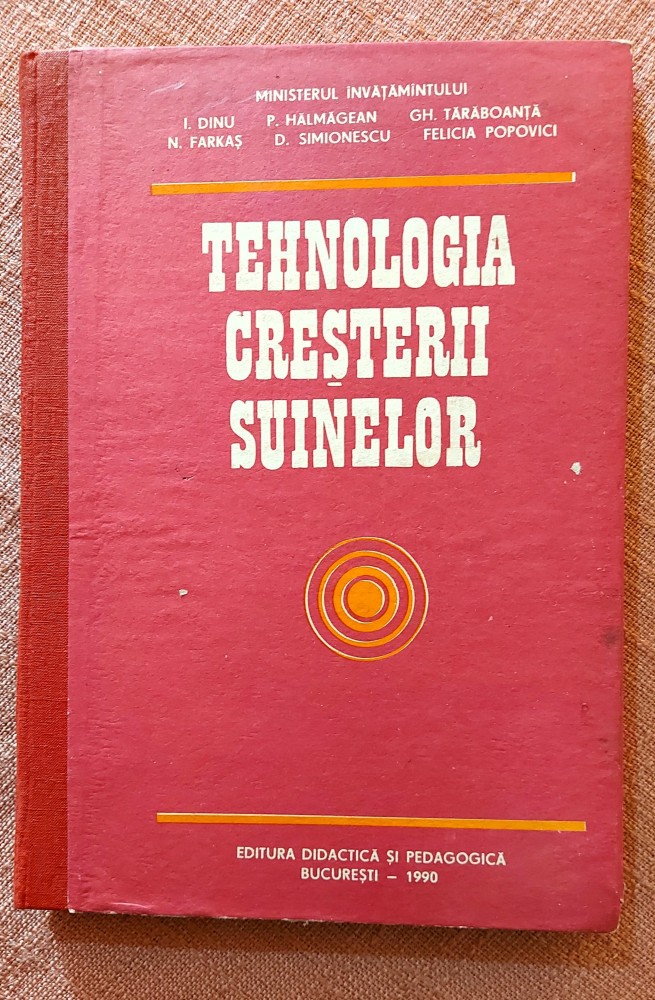 MINISTERUL ÎNVĂȚĂMÎNTULUI
I. DINU P. HĂLMĂGEAN GH. TĂRĂBOANȚĂ
N. FARKAȘ D. SIMIONESCU FELICIA POPOVICI
TEHNOLOGIA
CREȘTERII
SUINELOR
EDITURA DIDACTICĂ ȘI PEDAGOGICĂ
BUCUREȘTI – 1990